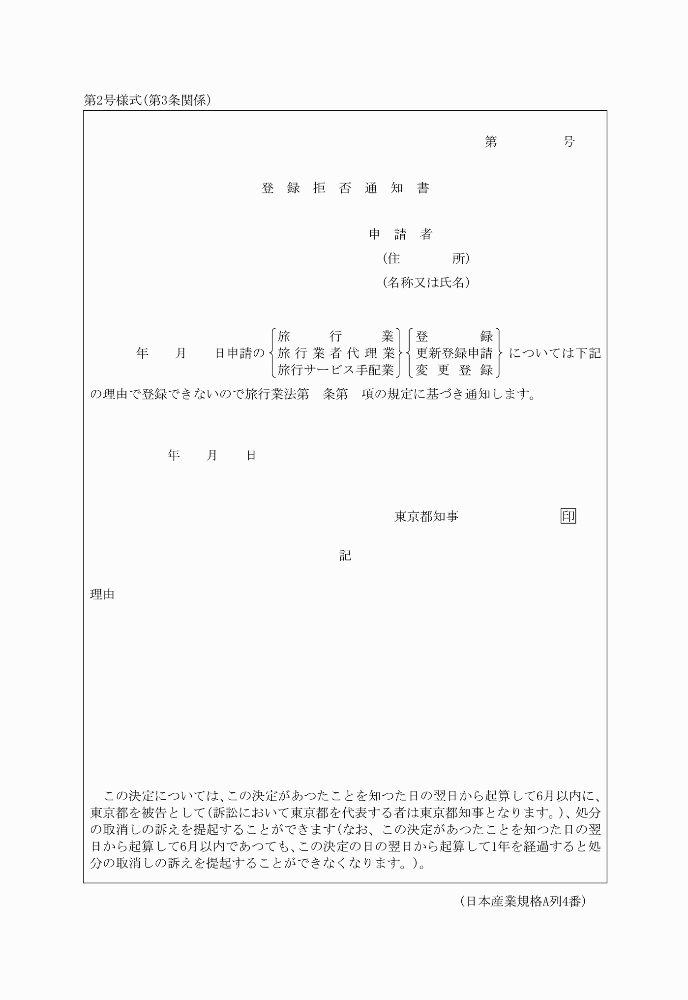 第2号様式(第3条関係)
第　　　　　号
登　録　拒　否　通　知　書
申　請　者
(住　　　　所)
(名称又は氏名)
旅　　　行　　　業　登　　　　録
年　　月　　日申請の　旅行業者代理業　更新登録申請　については下記
旅行サービス手配業　変　更　登　録
の理由で登録できないので旅行業法第　条第　項の規定に基づき通知します。
年　　月　　日
東京都知事　　　　　　　　印
記
理由
　この決定については、この決定があつたことを知つた日の翌日から起算して6月以内に、
東京都を被告として(訴訟において東京都を代表する者は東京都知事となります。)、処分
の取消しの訴えを提起することができます(なお、この決定があつたことを知つた日の翌
日から起算して6月以内であつても、この決定の日の翌日から起算して1年を経過すると処
分の取消しの訴えを提起することができなくなります。)。
(日本産業規格A列4番)